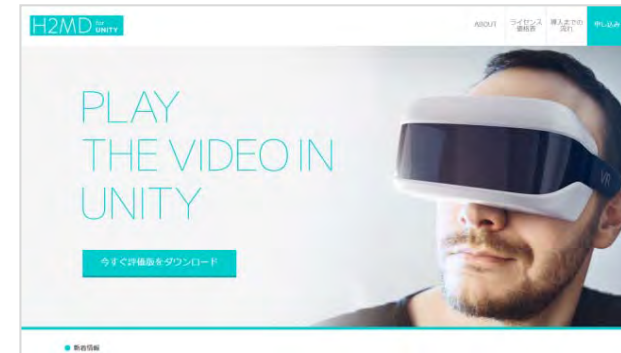 H2MD for UNITY
ABOUT
ライセンス
価格表
導入までの
流れ
申し込み
PLAY
THE VIDEO IN
UNITY
今すぐ評価版をダウンロード
VR
新着情報